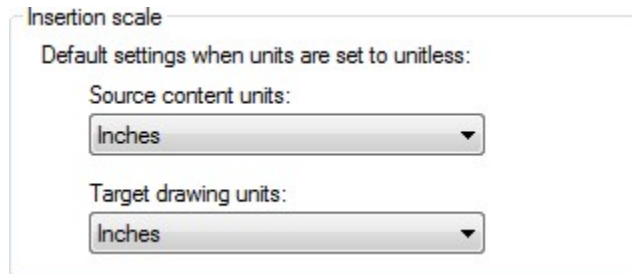 Insertion scale
Default settings when units are set to unitless:
Source content units:
Inches
Target drawing units:
Inches